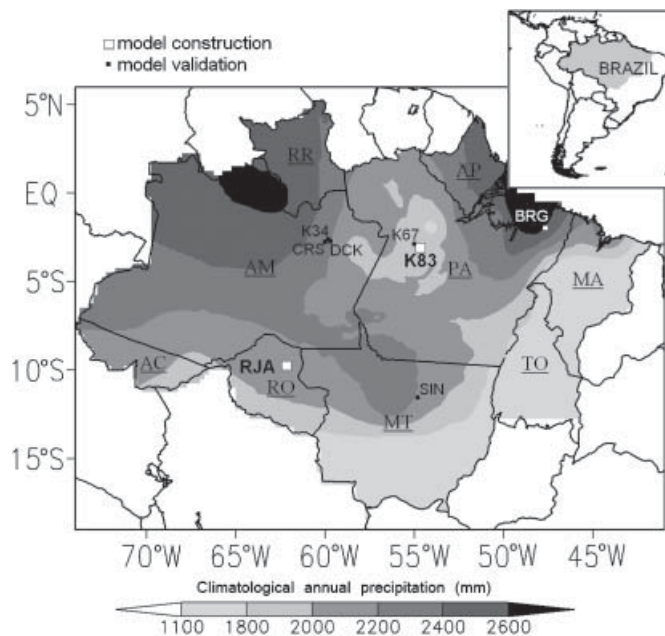 model construction
model validation
BRAZIL
5°N
EQ
5°S
10°S
15°S
RR
AP
BRG
K34
CRS DCK
K67
K83
AM
PA
MA
AC
RJA
RO
TO
SIN
MT
70°W 65°W 60°W 55°W 50°W 45°W
Climatological annual precipitation (mm)
1100 1800 2000 2200 2400 2600